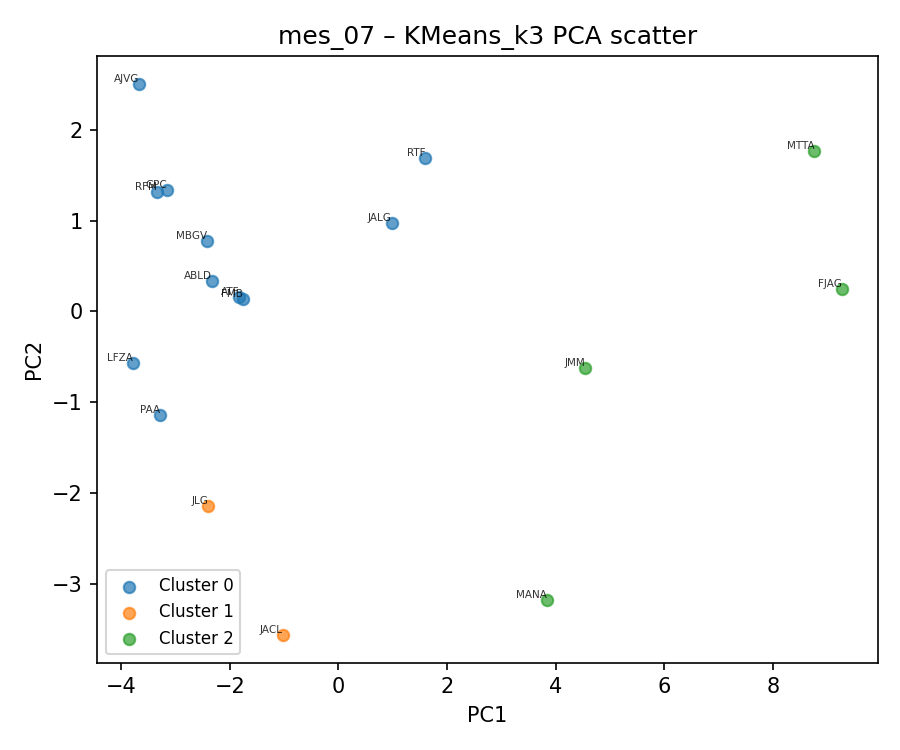 mes_07 – KMeans_k3 PCA scatter
AJVG
RTF
MTTA
JALG
MBGV
ABLD
FJAG
LFZA
JMM
PAA
JLG
MANA
JACL
PC2
2
1
0
−1
−2
−3
Cluster 0
Cluster 1
Cluster 2
−4
−2
0
2
4
6
8
PC1